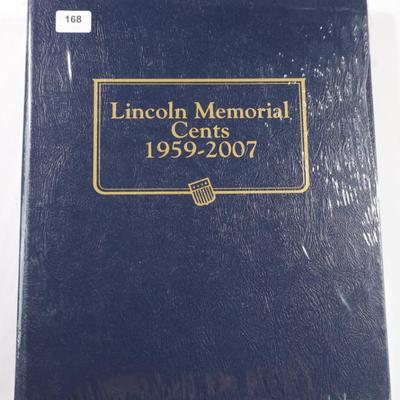 168
Lincoln Memorial
Cents
1959-2007